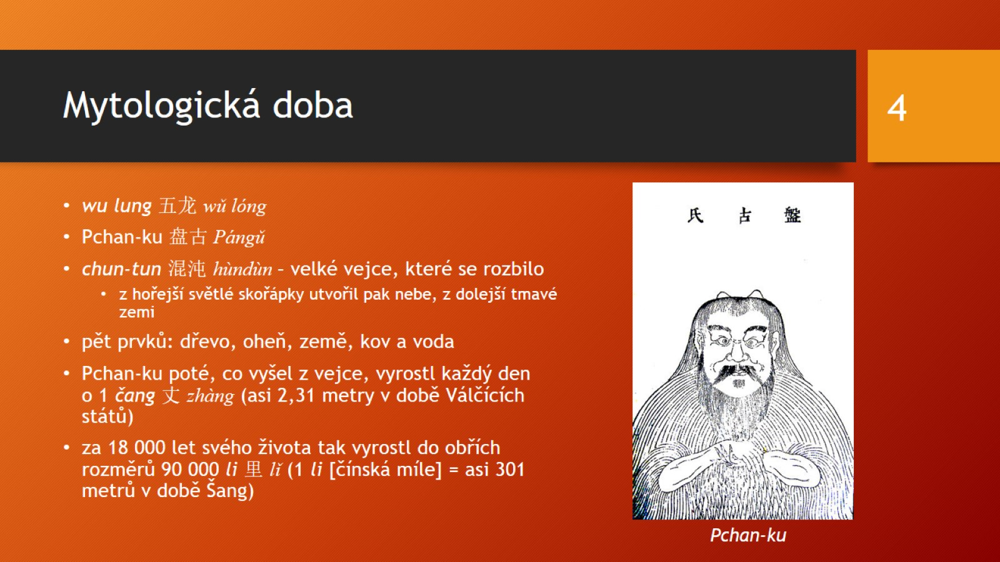 Mytologická doba
4
• wu lung 五龙 wǔ lóng
• Pchan-ku 盘古 Pángǔ
• chun-tun 混沌 hùndùn – velké vejce, které se rozbilo
• z hořejší světlé skořápky utvořil pak nebe, z dolejší tmavé
zemi
• pět prvků: dřevo, oheň, země, kov a voda
• Pchan-ku poté, co vyšel z vejce, vyrostl každý den
o 1 čang 丈 zhàng (asi 2,31 metry v době Válčících
států)
• za 18 000 let svého života tak vyrostl do obřích
rozměrů 90 000 li 里 lǐ (1 li [čínská míle] = asi 301
metrů v době Šang)
氏 古 盤
Pchan-ku